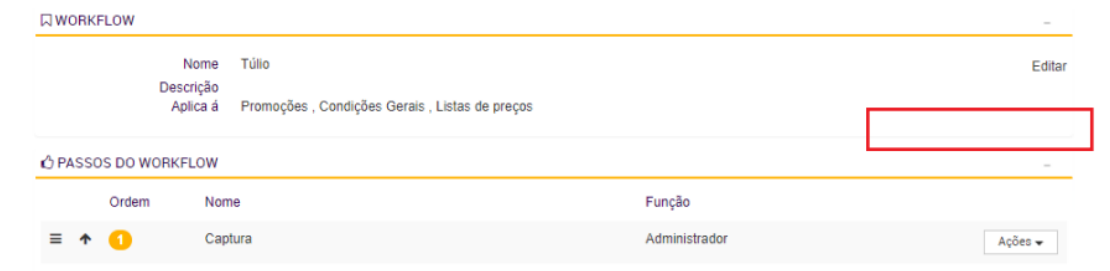 WORKFLOW
Nome Túlio Editar
Descrição
Aplica á Promoções , Condições Gerais , Listas de preços
PASSOS DO WORKFLOW
Ordem Nome Função
1 Captura Administrador Ações